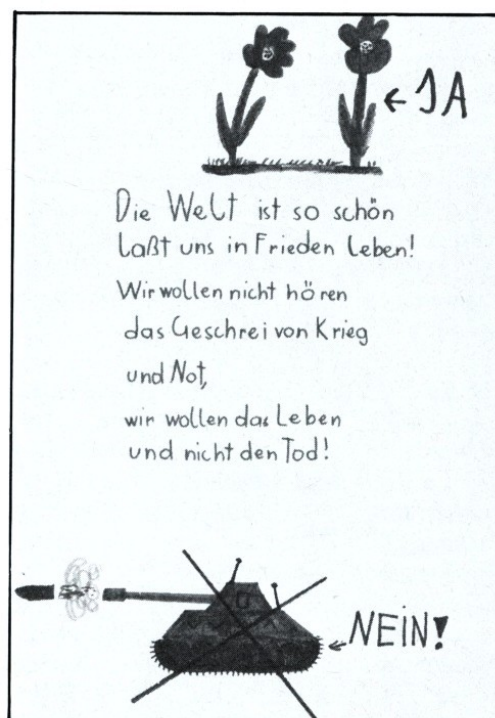 JA
Die Welt ist so schön
laßt uns in Frieden leben!
Wir wollen nicht hören
das Geschrei von Krieg
und Not,
wir wollen das Leben
und nicht den Tod!
NEIN!